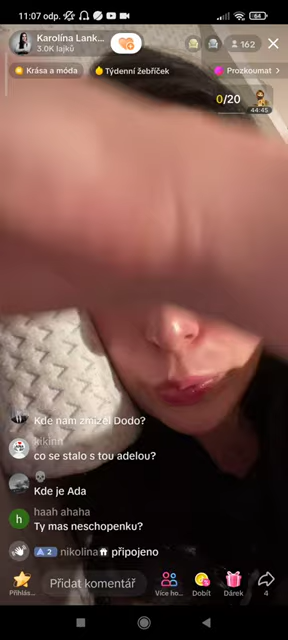 11:07 odp.
64
Karolína Lank...
3.0K lajků
162
Krása a móda
Týdenní žebříček
Prozkoumat >
0/20
44:45
Kde nam zmizel Dodo?
kikinn
co se stalo s tou adelou?
Kde je Ada
h
haah ahaha
Ty mas neschopenku?
A 2 nikolina připojeno
Přihlás...
Přidat komentář
Více ho...
Dobít
Dárek
4